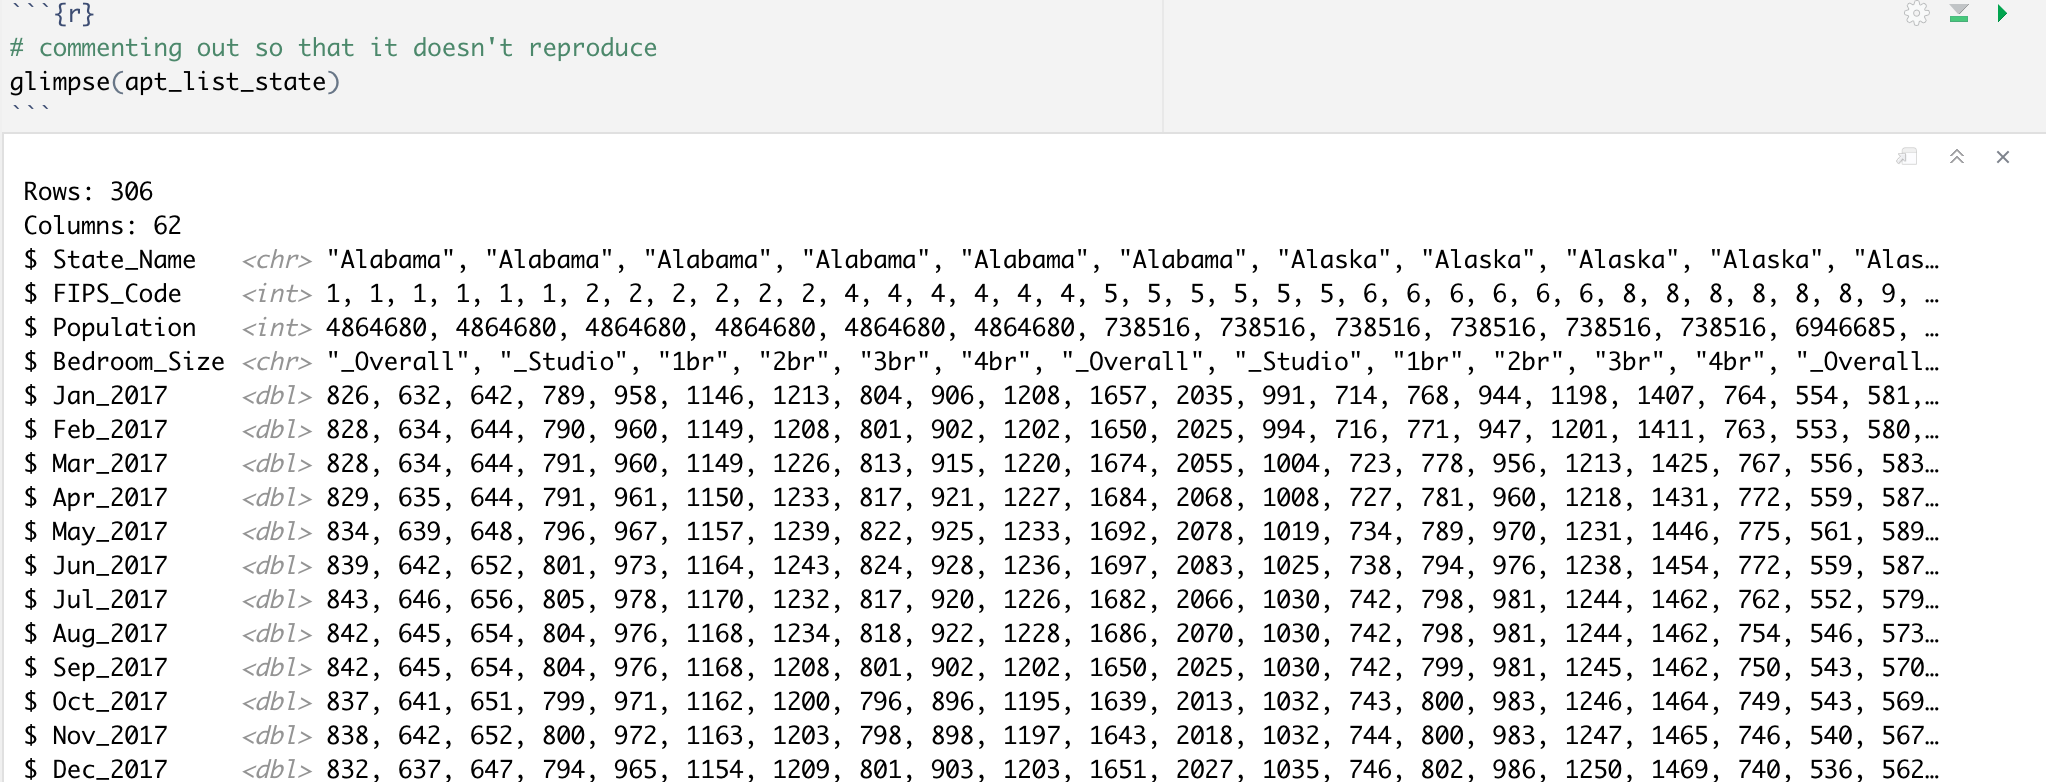 ```{r}
# commenting out so that it doesn't reproduce
glimpse(apt_list_state)
```
Rows: 306
Columns: 62
$ State_Name   <chr> "Alabama", "Alabama", "Alabama", "Alabama", "Alabama", "Alabama", "Alaska", "Alaska", "Alaska", "Alaska", "Alas…
$ FIPS_Code    <int> 1, 1, 1, 1, 1, 1, 2, 2, 2, 2, 2, 2, 4, 4, 4, 4, 4, 4, 5, 5, 5, 5, 5, 5, 6, 6, 6, 6, 6, 6, 8, 8, 8, 8, 8, 8, 9, …
$ Population   <int> 4864680, 4864680, 4864680, 4864680, 4864680, 4864680, 738516, 738516, 738516, 738516, 738516, 738516, 6946685, …
$ Bedroom_Size <chr> "_Overall", "_Studio", "1br", "2br", "3br", "4br", "_Overall", "_Studio", "1br", "2br", "3br", "4br", "_Overall…
$ Jan_2017     <dbl> 826, 632, 642, 789, 958, 1146, 1213, 804, 906, 1208, 1657, 2035, 991, 714, 768, 944, 1198, 1407, 764, 554, 581,…
$ Feb_2017     <dbl> 828, 634, 644, 790, 960, 1149, 1208, 801, 902, 1202, 1650, 2025, 994, 716, 771, 947, 1201, 1411, 763, 553, 580,…
$ Mar_2017     <dbl> 828, 634, 644, 791, 960, 1149, 1226, 813, 915, 1220, 1674, 2055, 1004, 723, 778, 956, 1213, 1425, 767, 556, 583…
$ Apr_2017     <dbl> 829, 635, 644, 791, 961, 1150, 1233, 817, 921, 1227, 1684, 2068, 1008, 727, 781, 960, 1218, 1431, 772, 559, 587…
$ May_2017     <dbl> 834, 639, 648, 796, 967, 1157, 1239, 822, 925, 1233, 1692, 2078, 1019, 734, 789, 970, 1231, 1446, 775, 561, 589…
$ Jun_2017     <dbl> 839, 642, 652, 801, 973, 1164, 1243, 824, 928, 1236, 1697, 2083, 1025, 738, 794, 976, 1238, 1454, 772, 559, 587…
$ Jul_2017     <dbl> 843, 646, 656, 805, 978, 1170, 1232, 817, 920, 1226, 1682, 2066, 1030, 742, 798, 981, 1244, 1462, 762, 552, 579…
$ Aug_2017     <dbl> 842, 645, 654, 804, 976, 1168, 1234, 818, 922, 1228, 1686, 2070, 1030, 742, 798, 981, 1244, 1462, 754, 546, 573…
$ Sep_2017     <dbl> 842, 645, 654, 804, 976, 1168, 1208, 801, 902, 1202, 1650, 2025, 1030, 742, 799, 981, 1245, 1462, 750, 543, 570…
$ Oct_2017     <dbl> 837, 641, 651, 799, 971, 1162, 1200, 796, 896, 1195, 1639, 2013, 1032, 743, 800, 983, 1246, 1464, 749, 543, 569…
$ Nov_2017     <dbl> 838, 642, 652, 800, 972, 1163, 1203, 798, 898, 1197, 1643, 2018, 1032, 744, 800, 983, 1247, 1465, 746, 540, 567…
$ Dec_2017     <dbl> 832, 637, 647, 794, 965, 1154, 1209, 801, 903, 1203, 1651, 2027, 1035, 746, 802, 986, 1250, 1469, 740, 536, 562…